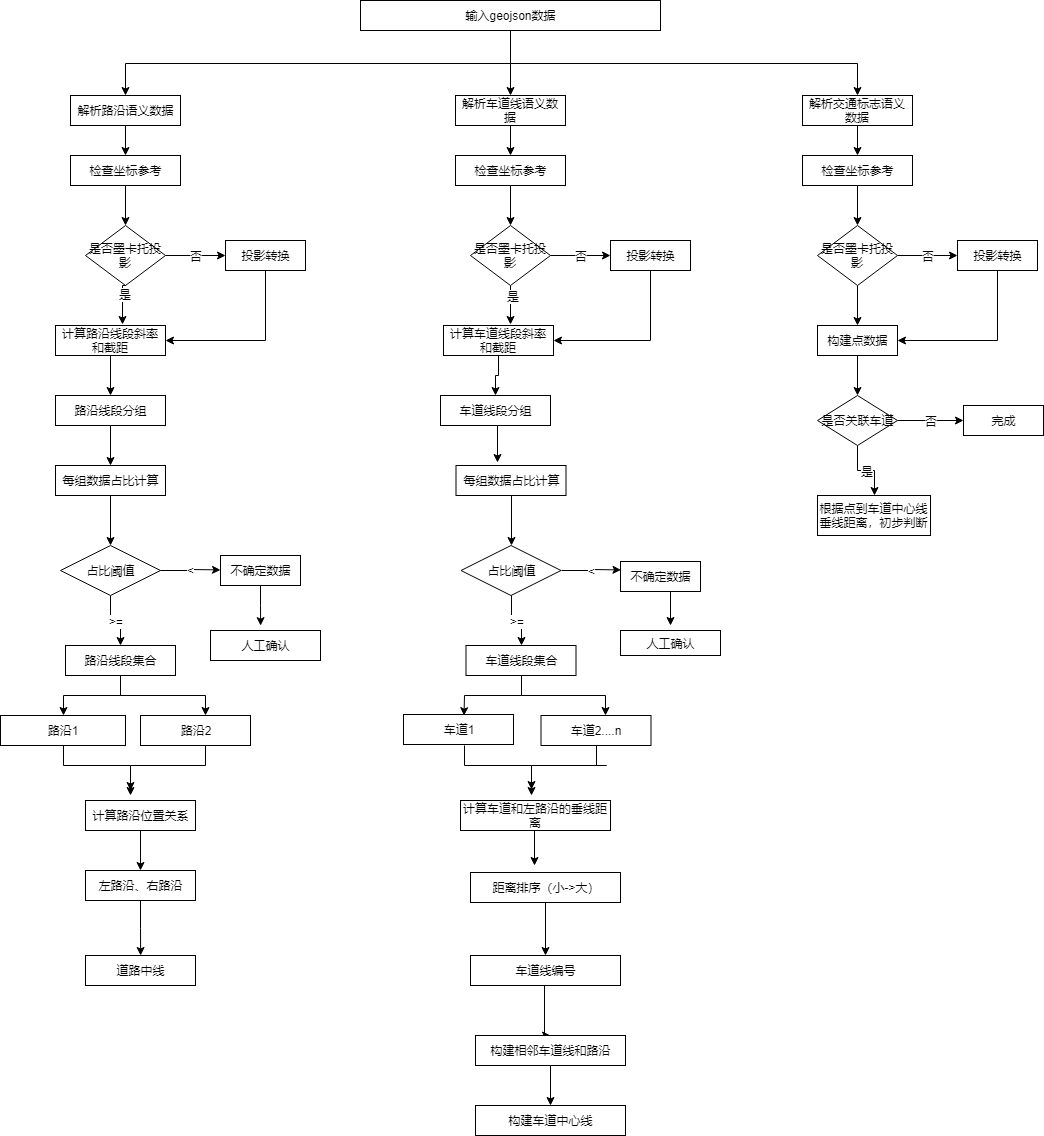 输入geojson数据
解析路沿语义数据
解析车道线语义数
据
解析交通标志语义
数据
检查坐标参考
检查坐标参考
检查坐标参考
是否墨卡托投
影
否
投影转换
是否墨卡托投
影
否
投影转换
是否墨卡托投
影
否
投影转换
是
是
计算路沿线段斜率
和截距
计算车道线段斜率
和截距
构建点数据
路沿线段分组
车道线段分组
是否关联车道
否
完成
是
每组数据占比计算
每组数据占比计算
根据点到车道中心线
垂线距离，初步判断
占比阈值
<
不确定数据
占比阈值
<
不确定数据
>=
>=
人工确认
人工确认
路沿线段集合
车道线段集合
路沿1
路沿2
车道1
车道2....n
计算路沿位置关系
计算车道和左路沿的垂线距
离
左路沿、右路沿
距离排序（小->大）
道路中线
车道线编号
构建相邻车道线和路沿
构建车道中心线